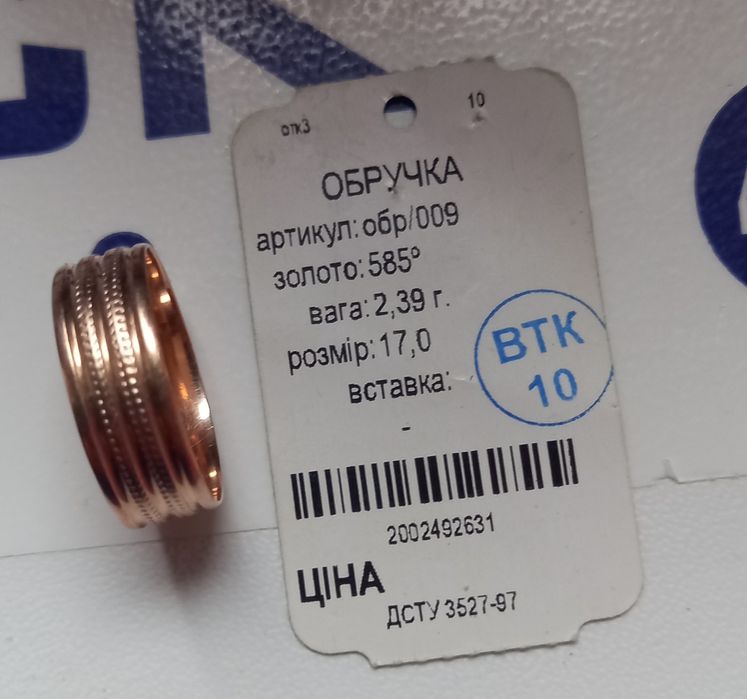 отк3 10
ОБРУЧКА
артикул: обр/009
золото: 585°
вага: 2,39 г.
розмір: 17,0
вставка:
-
ВТК
10
2002492631
ЦІНА
ДСТУ 3527-97